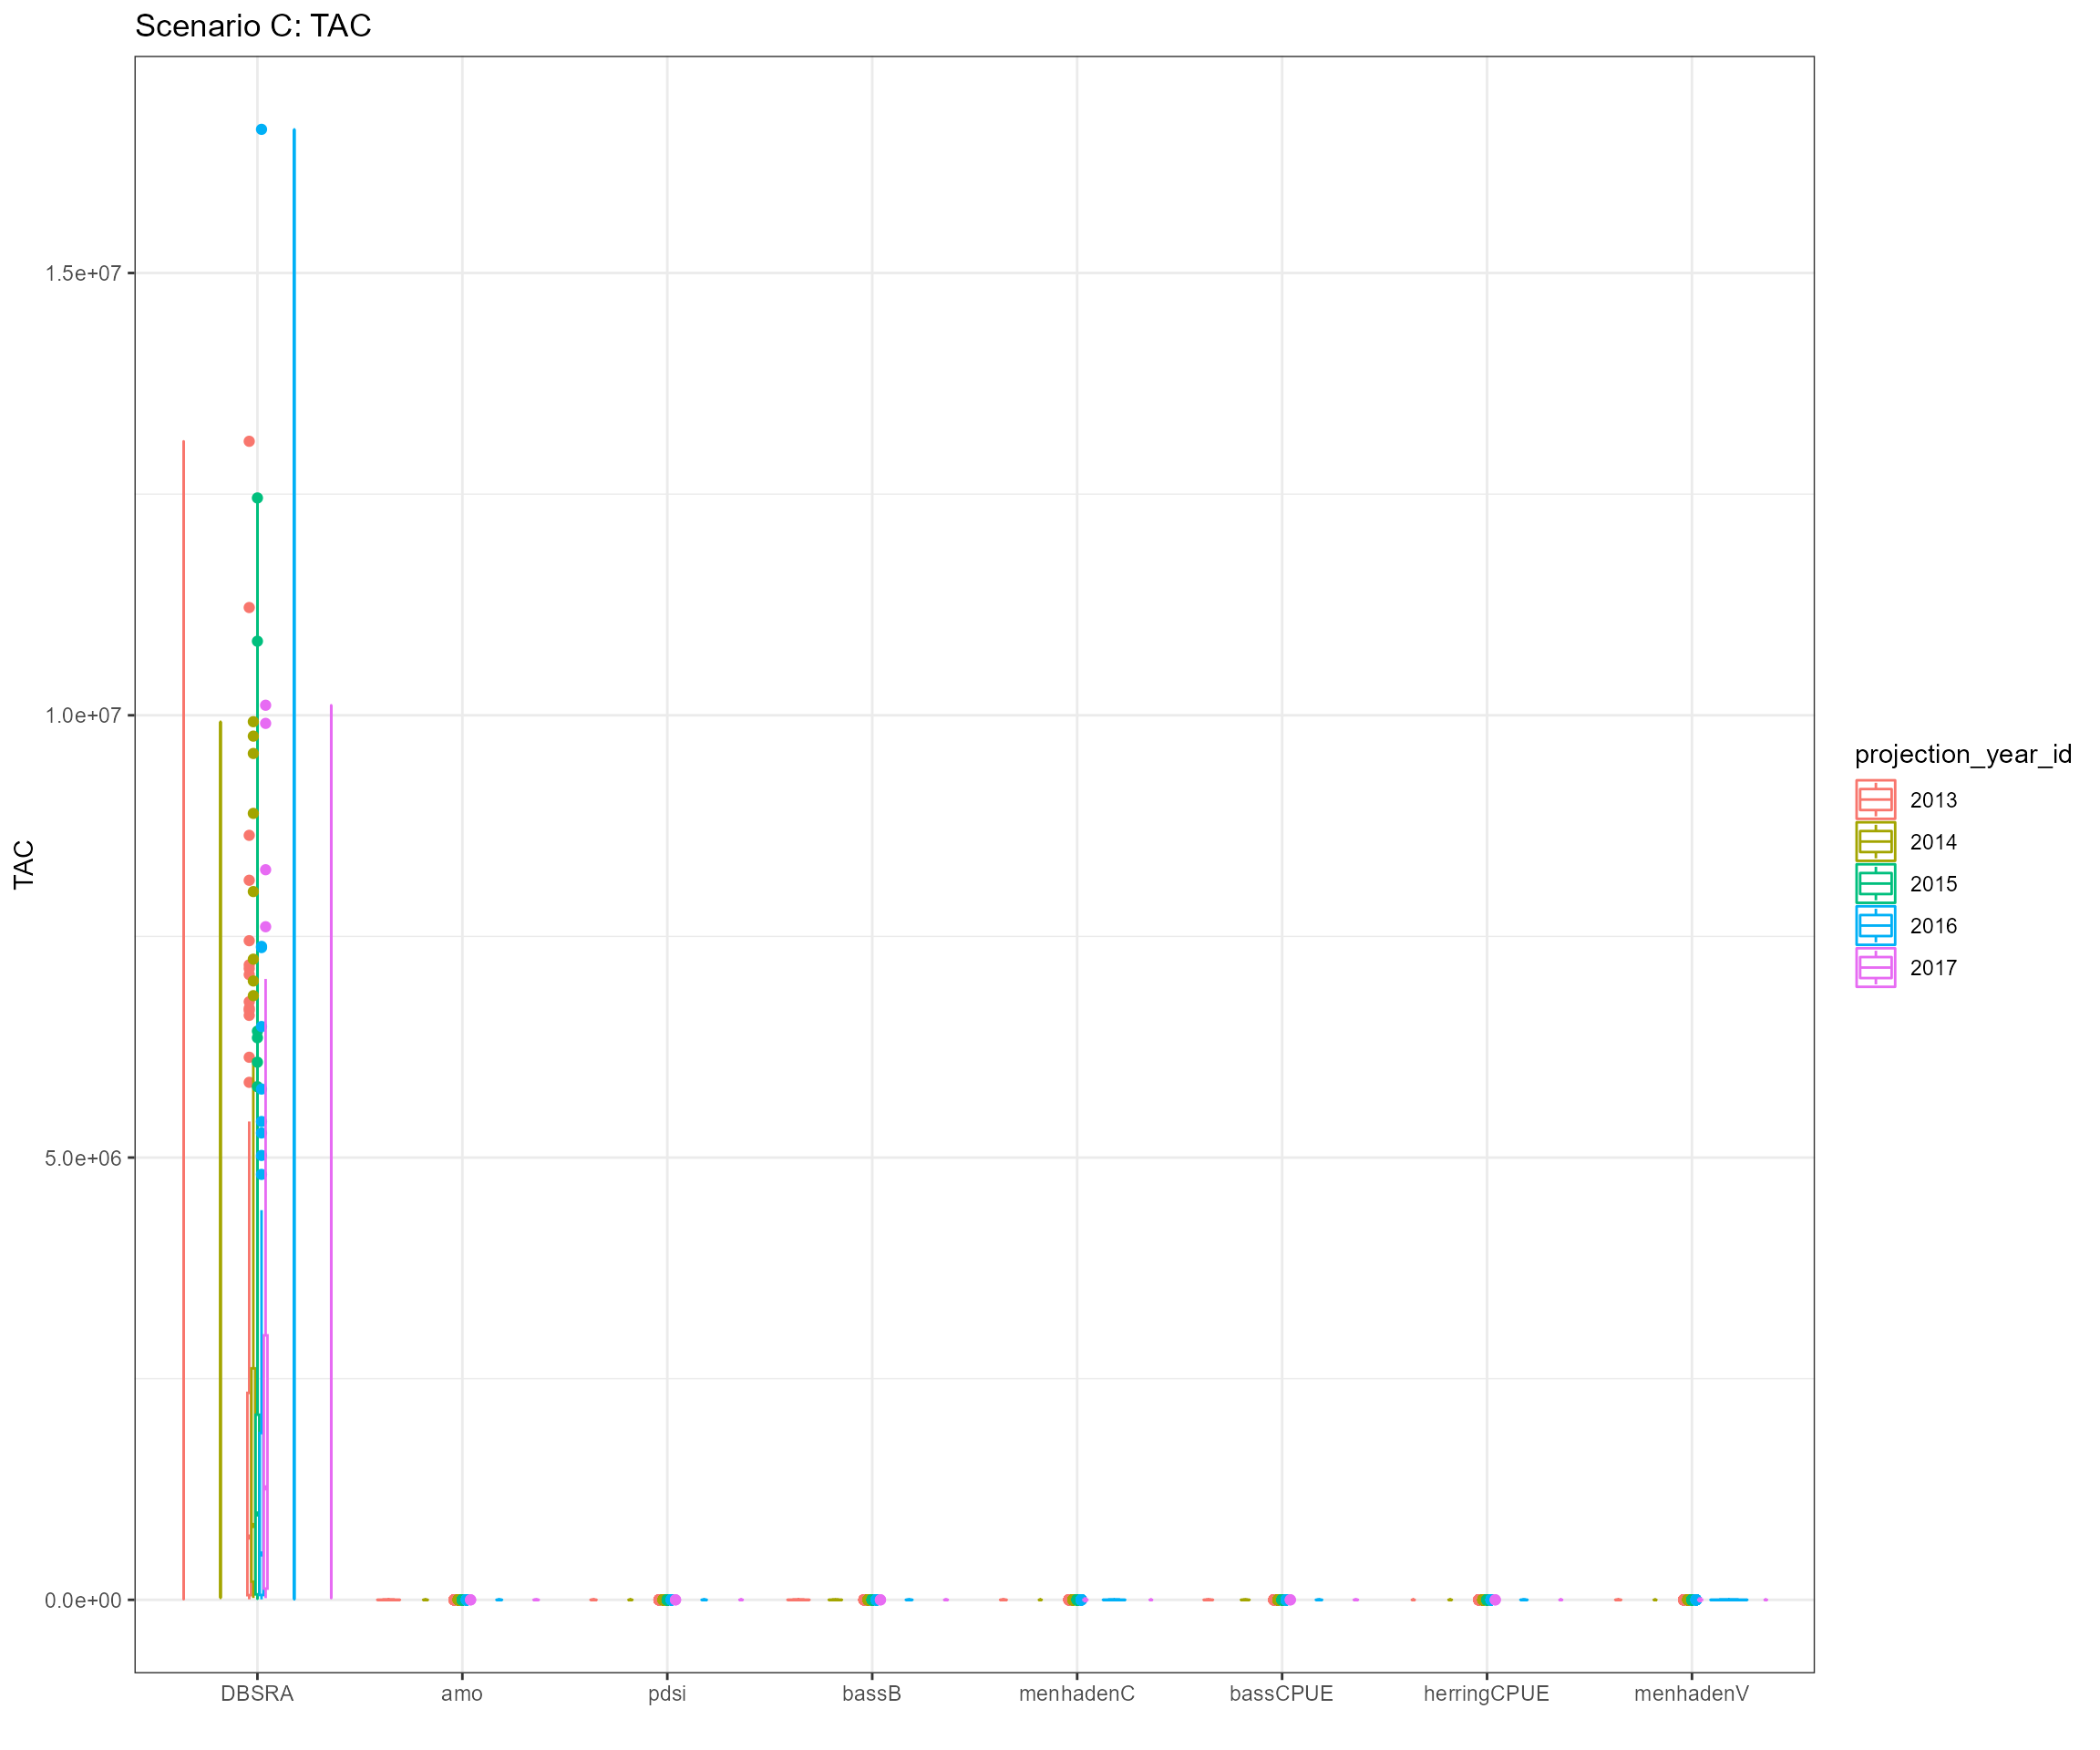 Scenario C: TAC
1.5e+07
1.0e+07
5.0e+06
0.0e+00
TAC
DBSRA amo pdsi bassB menhadenC bassCPUE herringCPUE menhadenV
projection_year_id
2013
2014
2015
2016
2017